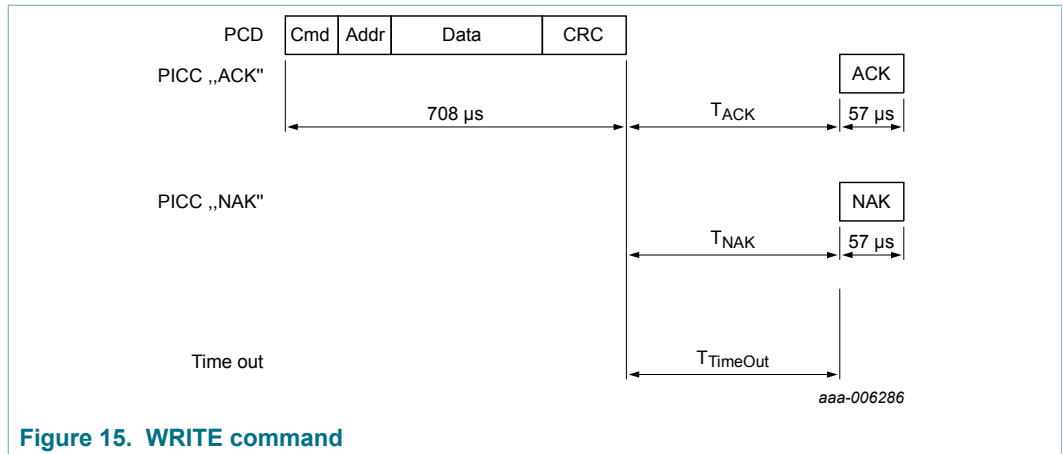 PCD Cmd Addr Data CRC
PICC ,,ACK" ACK
708 µs TACK 57 µs
PICC ,,NAK" NAK
TNAK 57 µs
Time out TTimeOut
aaa-006286
Figure 15. WRITE command